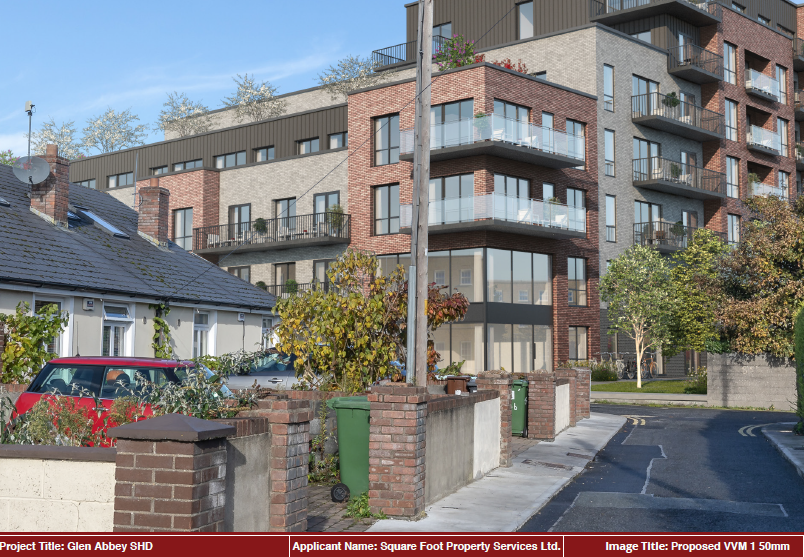 Project Title: Glen Abbey SHD
Applicant Name: Square Foot Property Services Ltd.
Image Title: Proposed VVM 1 50mm